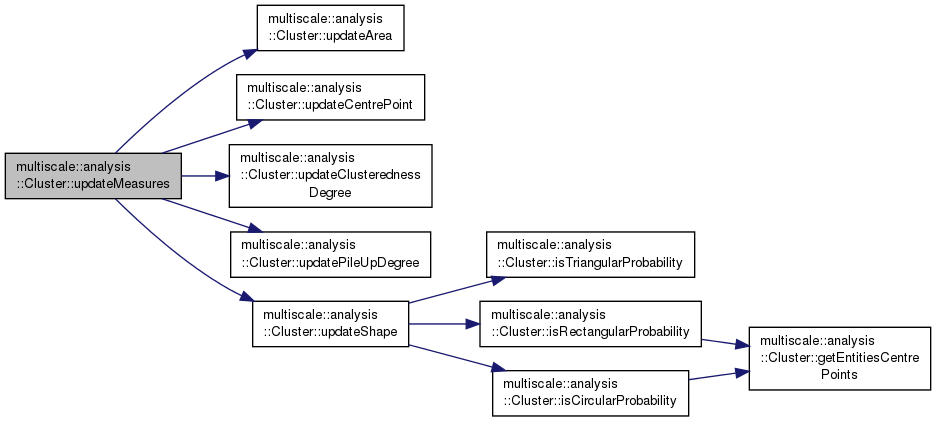 multiscale::analysis
::Cluster::updateMeasures
multiscale::analysis
::Cluster::updateArea
multiscale::analysis
::Cluster::updateCentrePoint
multiscale::analysis
::Cluster::updateClusteredness
Degree
multiscale::analysis
::Cluster::updatePileUpDegree
multiscale::analysis
::Cluster::updateShape
multiscale::analysis
::Cluster::isTriangularProbability
multiscale::analysis
::Cluster::isRectangularProbability
multiscale::analysis
::Cluster::isCircularProbability
multiscale::analysis
::Cluster::getEntitiesCentre
Points